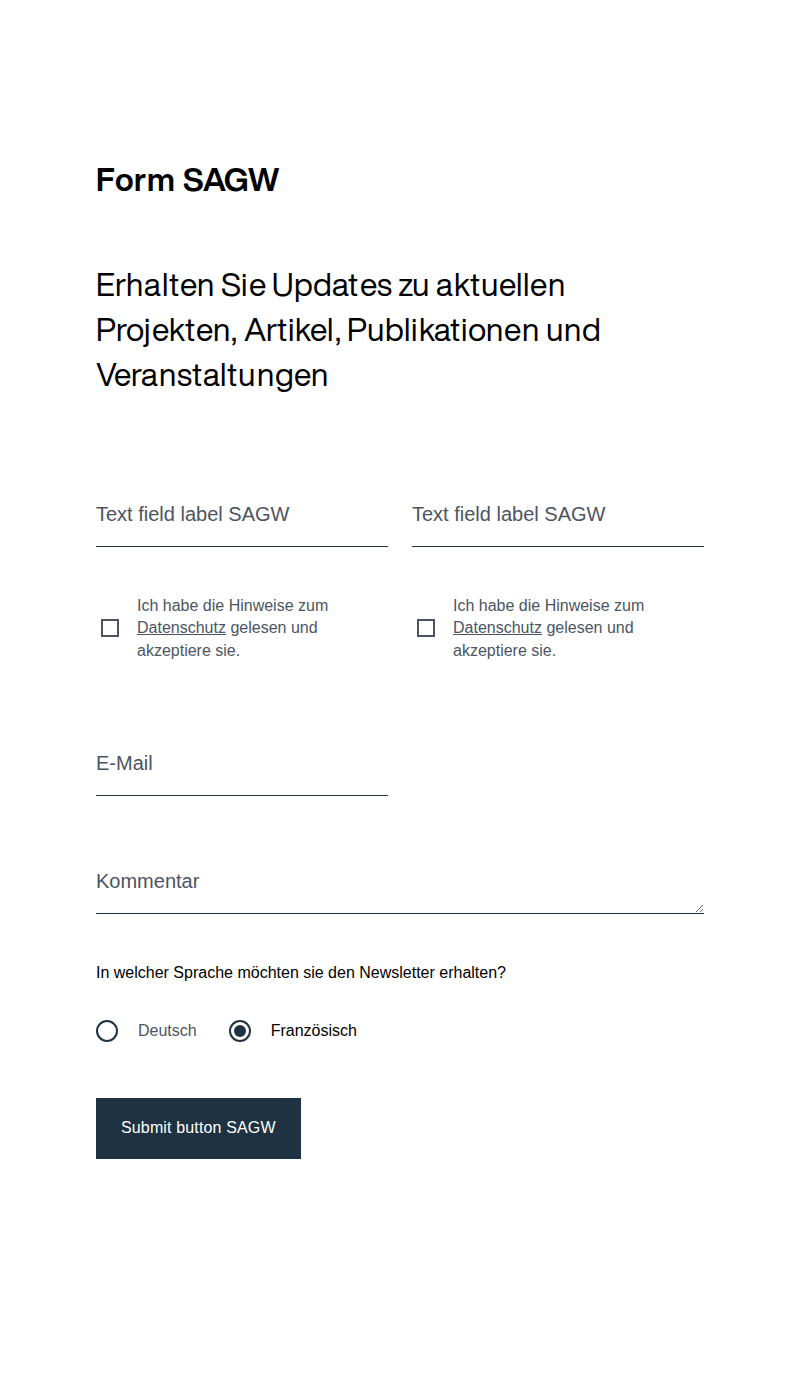 Form SAGW
Erhalten Sie Updates zu aktuellen
Projekten, Artikel, Publikationen und
Veranstaltungen
Text field label SAGW
Text field label SAGW
Ich habe die Hinweise zum
Datenschutz gelesen und
akzeptiere sie.
Ich habe die Hinweise zum
Datenschutz gelesen und
akzeptiere sie.
E-Mail
Kommentar
In welcher Sprache möchten sie den Newsletter erhalten?
Deutsch
Französisch
Submit button SAGW